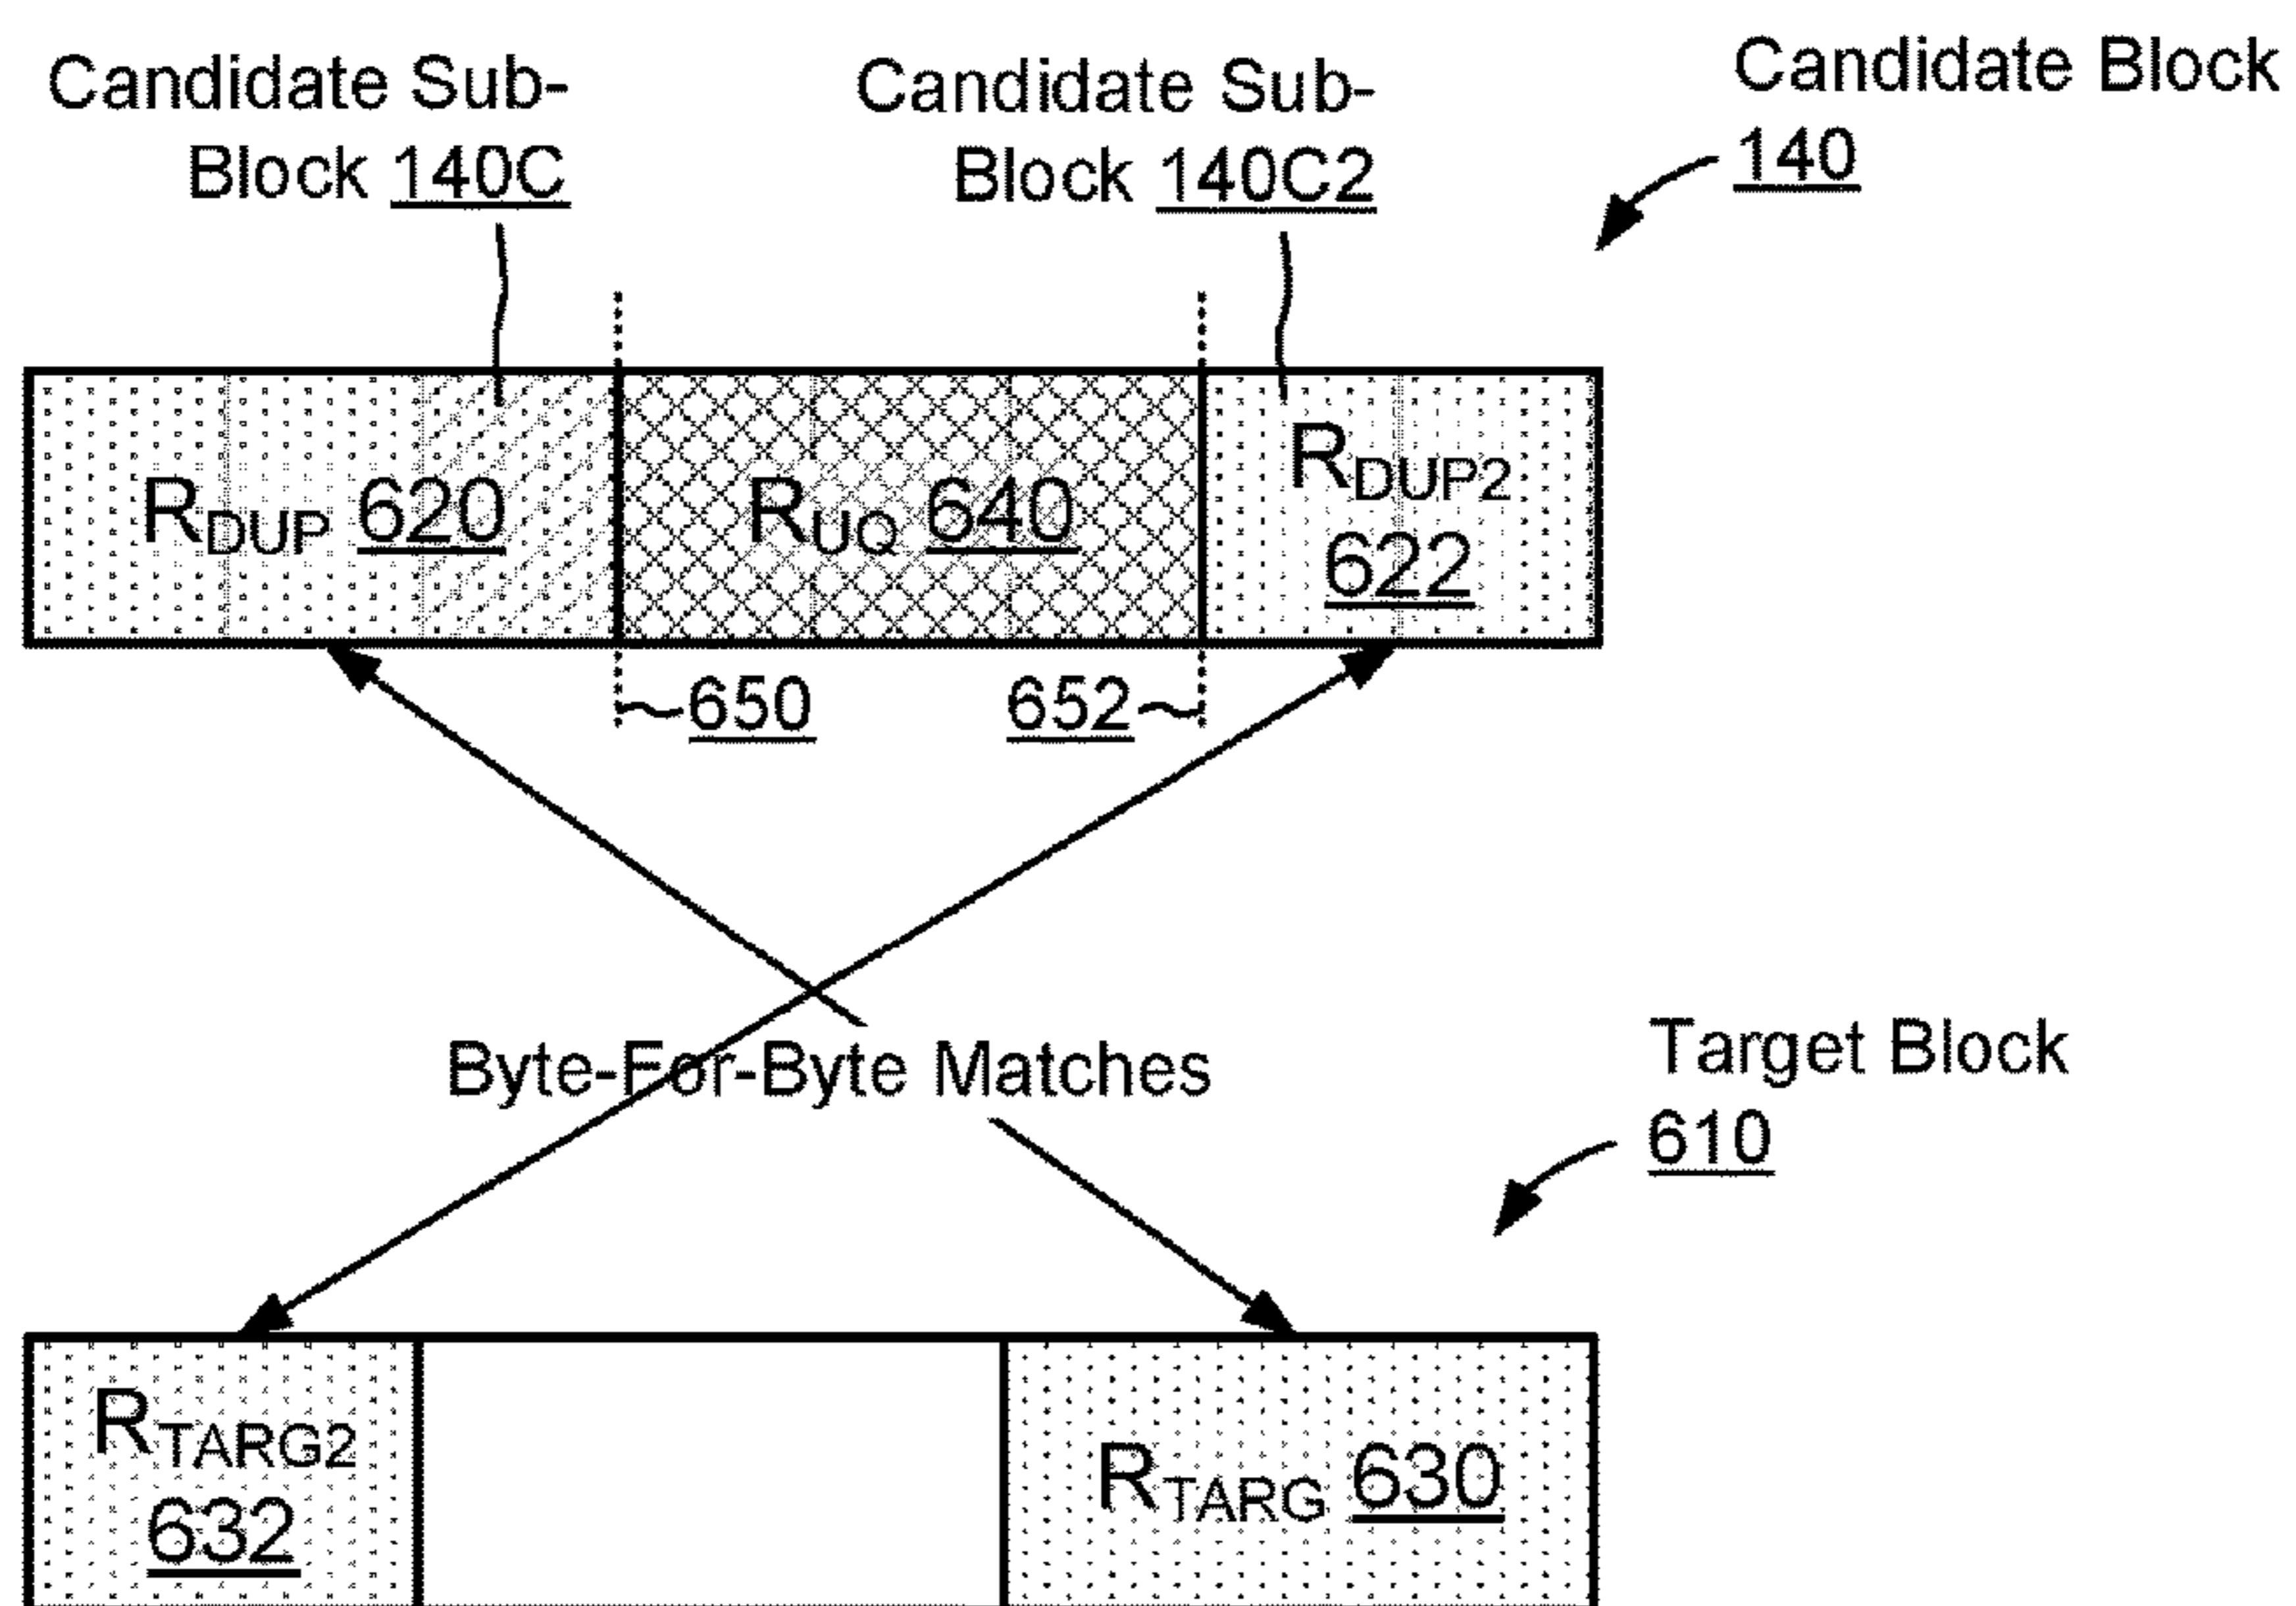 Candidate Sub-
Block 140C
Candidate Sub-
Block 140C2
Candidate Block
140
RDUP 620
RUQ 640
RDUP2
622
650
652
Byte-For-Byte Matches
Target Block
610
RTARG2
632
RTARG 630